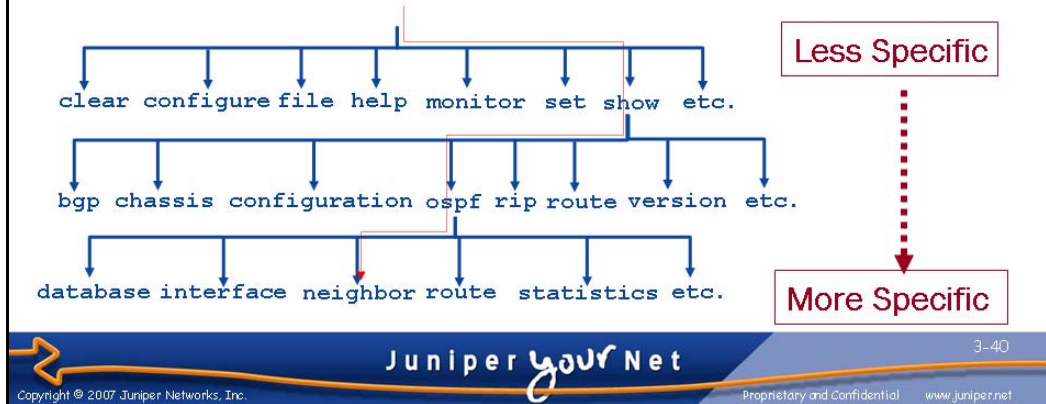 Less Specific
clear configure file help monitor set show etc.
bgp chassis configuration ospf rip route version etc.
database interface neighbor route statistics etc.
More Specific
Juniper your Net
3-40
Copyright © 2007 Juniper Networks, Inc.
Proprietary and Confidential www.juniper.net